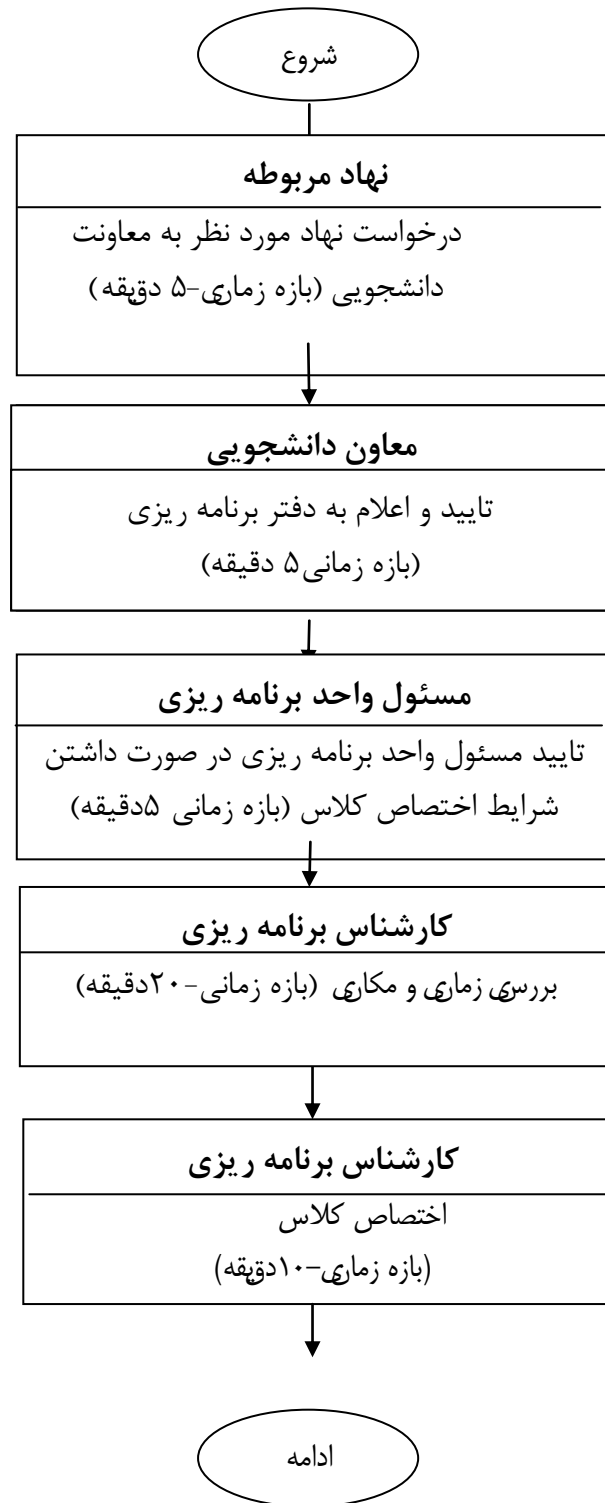 شروع
نهاد مربوطه
درخواست نهاد مورد نظر به معاونت
دانشجویی (بازه زمانی-۵ دقیقه)
معاون دانشجویی
تایید و اعلام به دفتر برنامه ریزی
(بازه زمانی۵ دقیقه)
مسئول واحد برنامه ریزی
تایید مسئول واحد برنامه ریزی در صورت داشتن
شرایط اختصاص کلاس (بازه زمانی ۵دقیقه)
کارشناس برنامه ریزی
بررسی زمانی و مکانی (بازه زمانی-۲۰دقیقه)
کارشناس برنامه ریزی
اختصاص کلاس
(بازه زمانی-۱۰دقیقه)
ادامه